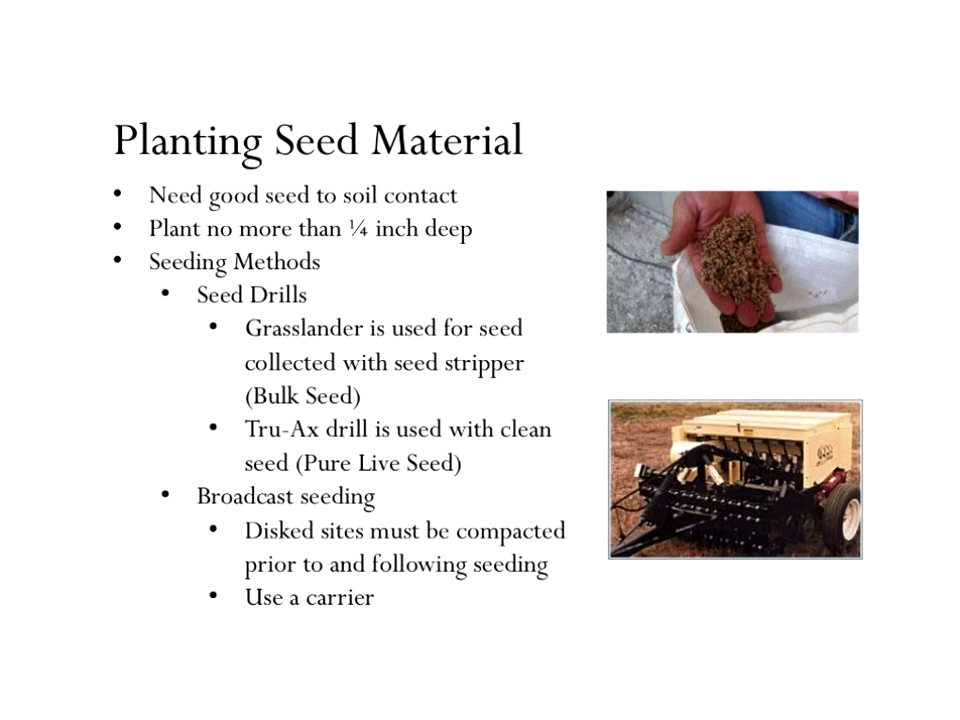 Planting Seed Material
• Need good seed to soil contact
• Plant no more than ¼ inch deep
• Seeding Methods
• Seed Drills
• Grasslander is used for seed
collected with seed stripper
(Bulk Seed)
• Tru-Ax drill is used with clean
seed (Pure Live Seed)
• Broadcast seeding
• Disked sites must be compacted
prior to and following seeding
• Use a carrier